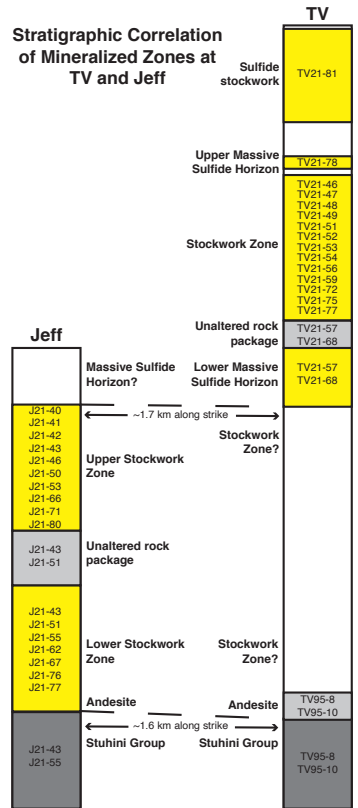 Stratigraphic Correlation
of Mineralized Zones at
TV and Jeff
TV
Sulfide
stockwork
TV21-81
Upper Massive
Sulfide Horizon
TV21-78
Stockwork Zone
TV21-46
TV21-47
TV21-48
TV21-49
TV21-51
TV21-52
TV21-53
TV21-54
TV21-56
TV21-59
TV21-72
TV21-75
TV21-77
Unaltered rock
package
TV21-57
TV21-68
Lower Massive
Sulfide Horizon
TV21-57
TV21-68
Jeff
Massive Sulfide
Horizon?
~1.7 km along strike
Stockwork
Zone?
J21-40
J21-41
J21-42
J21-43
J21-46
J21-50
J21-53
J21-66
J21-71
J21-80
Upper Stockwork
Zone
J21-43
J21-51
Unaltered rock
package
J21-43
J21-51
J21-55
J21-62
J21-67
J21-76
J21-77
Lower Stockwork
Zone
Stockwork
Zone?
Andesite
Andesite
TV95-8
TV95-10
~1.6 km along strike
Stuhini Group
Stuhini Group
J21-43
J21-55
TV95-8
TV95-10